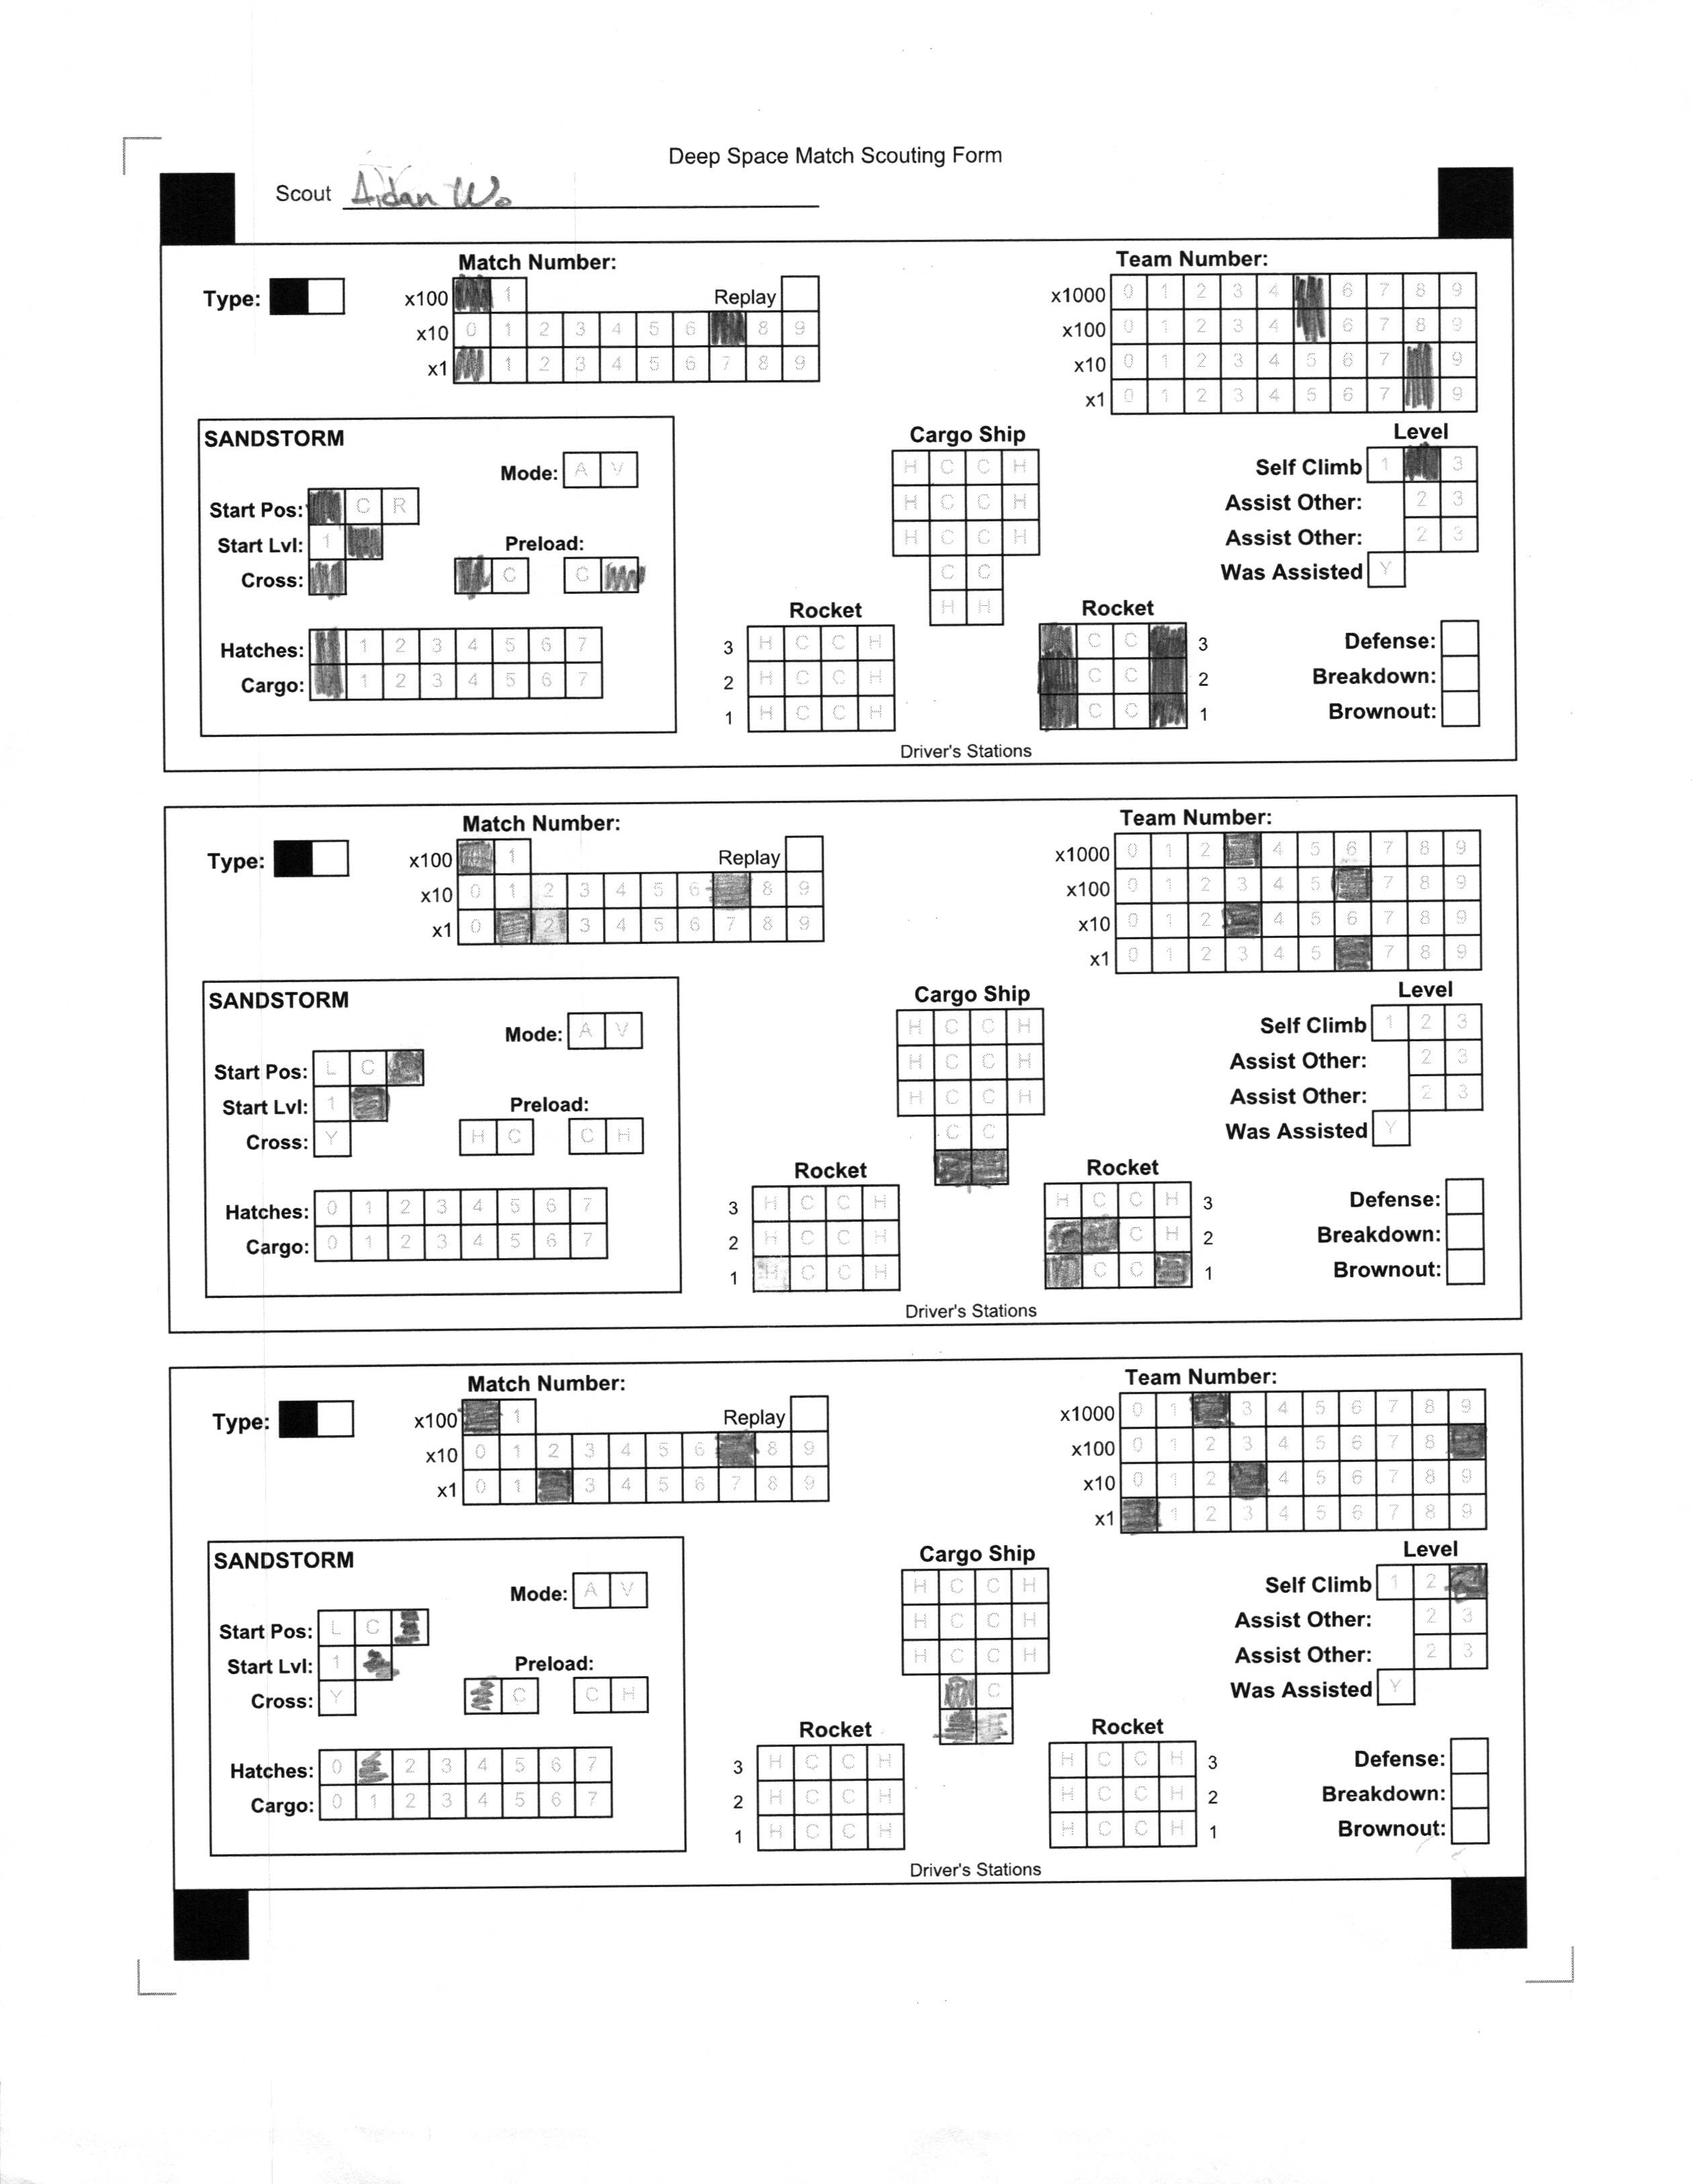 Deep Space Match Scouting Form
Scout Aidan Wo
Match Number:
Team Number:
Type:
x100 1 Replay
x10 0 1 2 3 4 5 6 8 9
x1 1 2 3 4 5 6 7 8 9
x1000 0 1 2 3 4 6 7 8 9
x100 0 1 2 3 4 6 7 8 9
x10 0 1 2 3 4 5 6 7 9
x1 0 1 2 3 4 5 6 7 9
SANDSTORM
Mode: A V
Start Pos: C R
Start Lvl: 1
Preload:
Cross: C C
Hatches: 1 2 3 4 5 6 7
Cargo: 1 2 3 4 5 6 7
Cargo Ship
H C C H
H C C H
H C C H
C C
H H
Rocket
3 H C C H
2 H C C H
1 H C C H
Rocket
C C 3
C C 2
C C 1
Driver's Stations
Level
Self Climb 1 3
Assist Other: 2 3
Assist Other: 2 3
Was Assisted Y
Defense:
Breakdown:
Brownout:
Match Number:
Team Number:
Type:
x100 1 Replay
x10 0 1 2 3 4 5 6 8 9
x1 0 2 3 4 5 6 7 8 9
x1000 0 1 2 4 5 6 7 8 9
x100 0 1 2 3 4 5 7 8 9
x10 0 1 2 4 5 6 7 8 9
x1 0 1 2 3 4 5 7 8 9
SANDSTORM
Mode: A V
Start Pos: L C
Start Lvl: 1
Preload:
Cross: Y H C C H
Hatches: 0 1 2 3 4 5 6 7
Cargo: 0 1 2 3 4 5 6 7
Cargo Ship
H C C H
H C C H
H C C H
C C
Rocket
3 H C C H
2 H C C H
1 H C C H
Rocket
H C C H 3
C H 2
C C 1
Driver's Stations
Level
Self Climb 1 2 3
Assist Other: 2 3
Assist Other: 2 3
Was Assisted Y
Defense:
Breakdown:
Brownout:
Match Number:
Team Number:
Type:
x100 1 Replay
x10 0 1 2 3 4 5 6 8 9
x1 0 1 3 4 5 6 7 8 9
x1000 0 1 3 4 5 6 7 8 9
x100 0 1 2 3 4 5 6 7 8
x10 0 1 2 4 5 6 7 8 9
x1 1 2 3 4 5 6 7 8 9
SANDSTORM
Mode: A V
Start Pos: L C
Start Lvl: 1
Preload:
Cross: Y C C H
Hatches: 0 2 3 4 5 6 7
Cargo: 0 1 2 3 4 5 6 7
Cargo Ship
H C C H
H C C H
H C C H
C
Rocket
3 H C C H
2 H C C H
1 H C C H
Rocket
H C C H 3
H C C H 2
H C C H 1
Driver's Stations
Level
Self Climb 1 2
Assist Other: 2 3
Assist Other: 2 3
Was Assisted Y
Defense:
Breakdown:
Brownout: